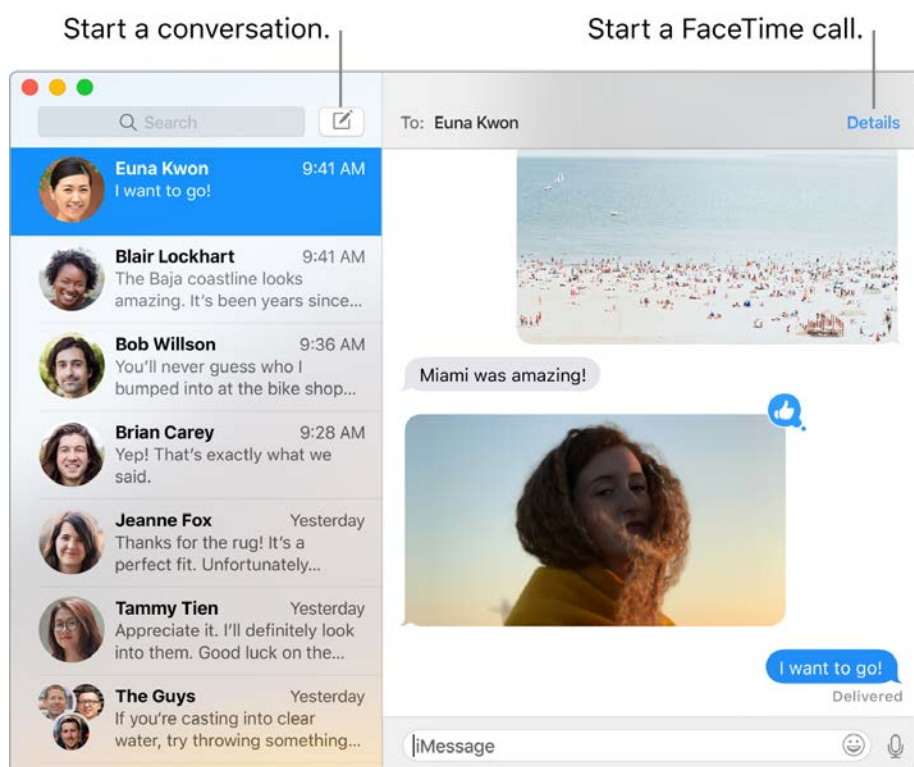 Start a conversation.
Start a FaceTime call.
Search
To: Euna Kwon
Details
Euna Kwon 9:41 AM
I want to go!
Blair Lockhart 9:41 AM
The Baja coastline looks
amazing. It's been years since...
Bob Willson 9:36 AM
You'll never guess who I
bumped into at the bike shop...
Brian Carey 9:28 AM
Yep! That's exactly what we
said.
Jeanne Fox Yesterday
Thanks for the rug! It's a
perfect fit. Unfortunately...
Tammy Tien Yesterday
Appreciate it. I'll definitely look
into them. Good luck on the...
The Guys Yesterday
If you're casting into clear
water, try throwing something...
Miami was amazing!
I want to go!
Delivered
iMessage